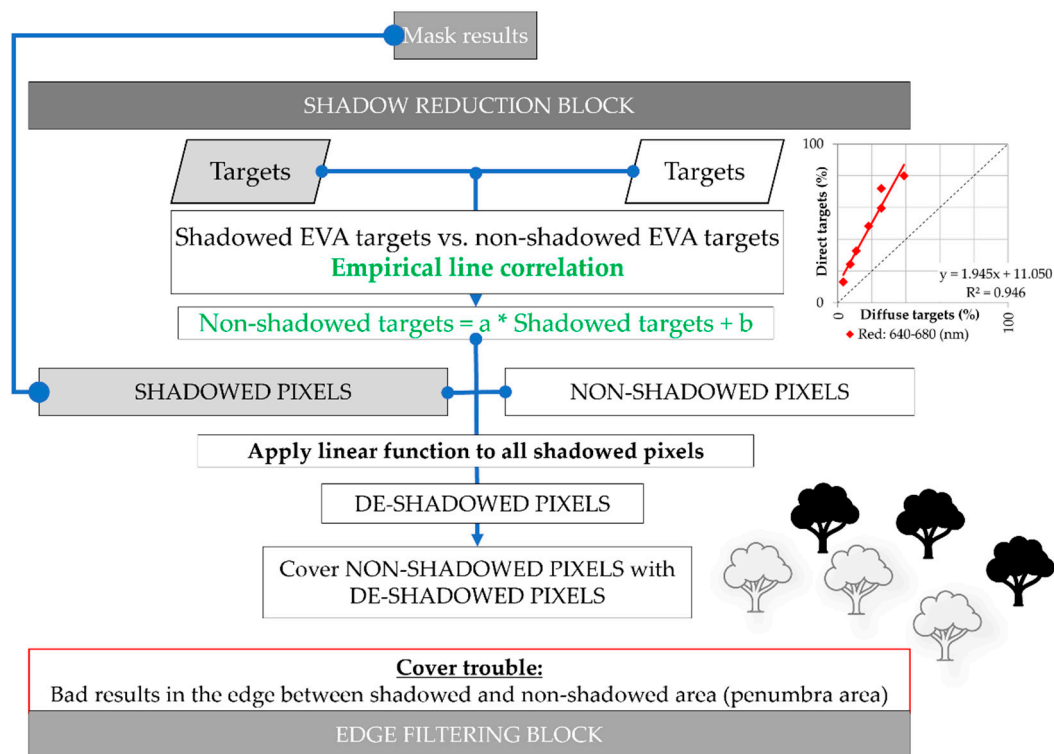 Mask results
SHADOW REDUCTION BLOCK
Targets
Targets
Shadowed EVA targets vs. non-shadowed EVA targets
Empirical line correlation
Non-shadowed targets = a * Shadowed targets + b
100
Direct targets (%)
0
y = 1.945x + 11.050
R² = 0.946
0
Diffuse targets (%)
100
Red: 640-680 (nm)
SHADOWED PIXELS
NON-SHADOWED PIXELS
Apply linear function to all shadowed pixels
DE-SHADOWED PIXELS
Cover NON-SHADOWED PIXELS with
DE-SHADOWED PIXELS
Cover trouble:
Bad results in the edge between shadowed and non-shadowed area (penumbra area)
EDGE FILTERING BLOCK